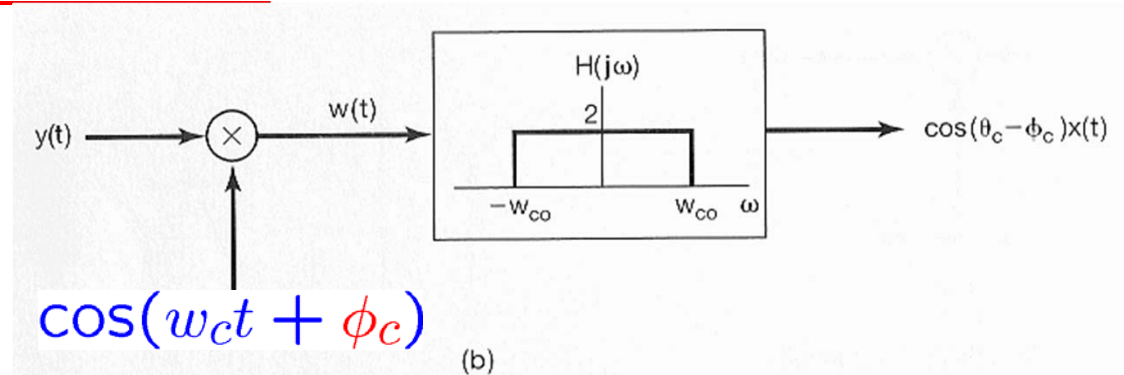 H(jω)
2
w(t)
y(t)
×
cos(θc−ϕc)x(t)
−wco
wco
ω
cos(wct + ϕc)
(b)